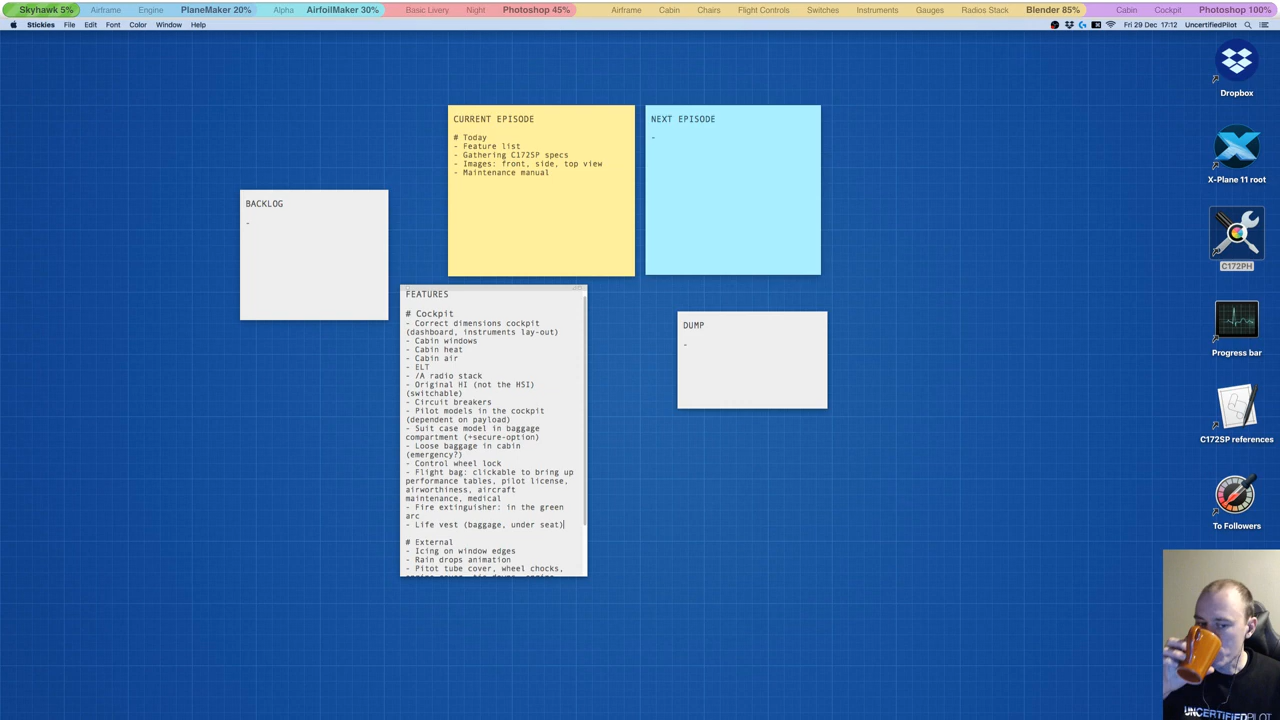 Skyhawk 5% Airframe Engine PlaneMaker 20% Alpha AirfoilMaker 30% Basic Livery Night Photoshop 45% Airframe Cabin Chairs Flight Controls Switches Instruments Gauges Radios Stack Blender 85% Cabin Cockpit Photoshop 100%
Stickies File Edit Font Color Window Help Fri 29 Dec 17:12 UncertifiedPilot
Dropbox
X-Plane 11 root
C172PH
Progress bar
C172SP references
To Followers
CURRENT EPISODE
# Today
- Feature list
- Gathering C172SP specs
- Images: front, side, top view
- Maintenance manual
NEXT EPISODE
-
BACKLOG
-
FEATURES
# Cockpit
- Correct dimensions cockpit
(dashboard, instruments lay-out)
- Cabin windows
- Cabin heat
- Cabin air
- ELT
- /A radio stack
- Original HI (not the HSI)
(switchable)
- Circuit breakers
- Pilot models in the cockpit
(dependent on payload)
- Suit case model in baggage
compartment (+secure-option)
- Loose baggage in cabin
(emergency?)
- Control wheel lock
- Flight bag: clickable to bring up
performance tables, pilot license,
airworthiness, aircraft
maintenance, medical
- Fire extinguisher: in the green
arc
- Life vest (baggage, under seat)
# External
- Icing on window edges
- Rain drops animation
- Pitot tube cover, wheel chocks,
DUMP
-
UNCERTIFIEDPILOT